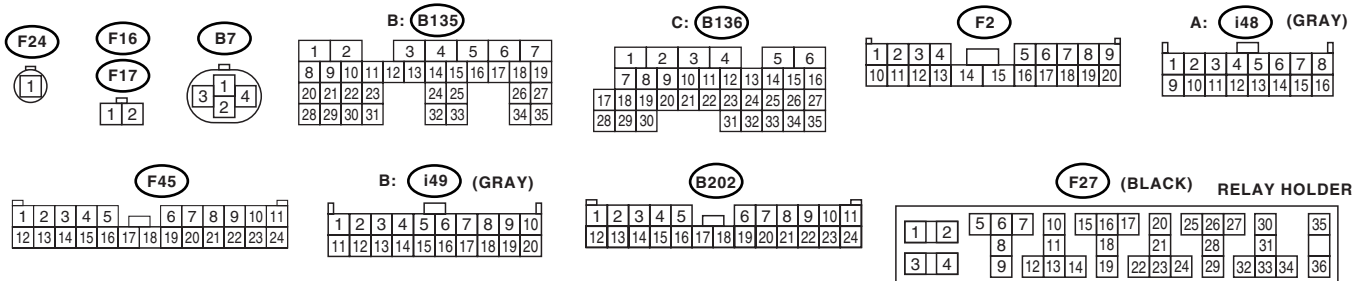 F24
1
F16
F17
1 2
B7
1
3 4
2
B: B135
1 2 3 4 5 6 7
8 9 10 11 12 13 14 15 16 17 18 19
20 21 22 23 24 25 26 27
28 29 30 31 32 33 34 35
C: B136
1 2 3 4 5 6
7 8 9 10 11 12 13 14 15 16
17 18 19 20 21 22 23 24 25 26 27
28 29 30 31 32 33 34 35
F2
1 2 3 4 5 6 7 8 9
10 11 12 13 14 15 16 17 18 19 20
A: i48 (GRAY)
1 2 3 4 5 6 7 8
9 10 11 12 13 14 15 16
F45
1 2 3 4 5 6 7 8 9 10 11
12 13 14 15 16 17 18 19 20 21 22 23 24
B: i49 (GRAY)
1 2 3 4 5 6 7 8 9 10
11 12 13 14 15 16 17 18 19 20
B202
1 2 3 4 5 6 7 8 9 10 11
12 13 14 15 16 17 18 19 20 21 22 23 24
F27 (BLACK) RELAY HOLDER
1 2 5 6 7 10 15 16 17 20 25 26 27 30 35
8 11 18 21 28 31
3 4 9 12 13 14 19 22 23 24 29 32 33 34 36